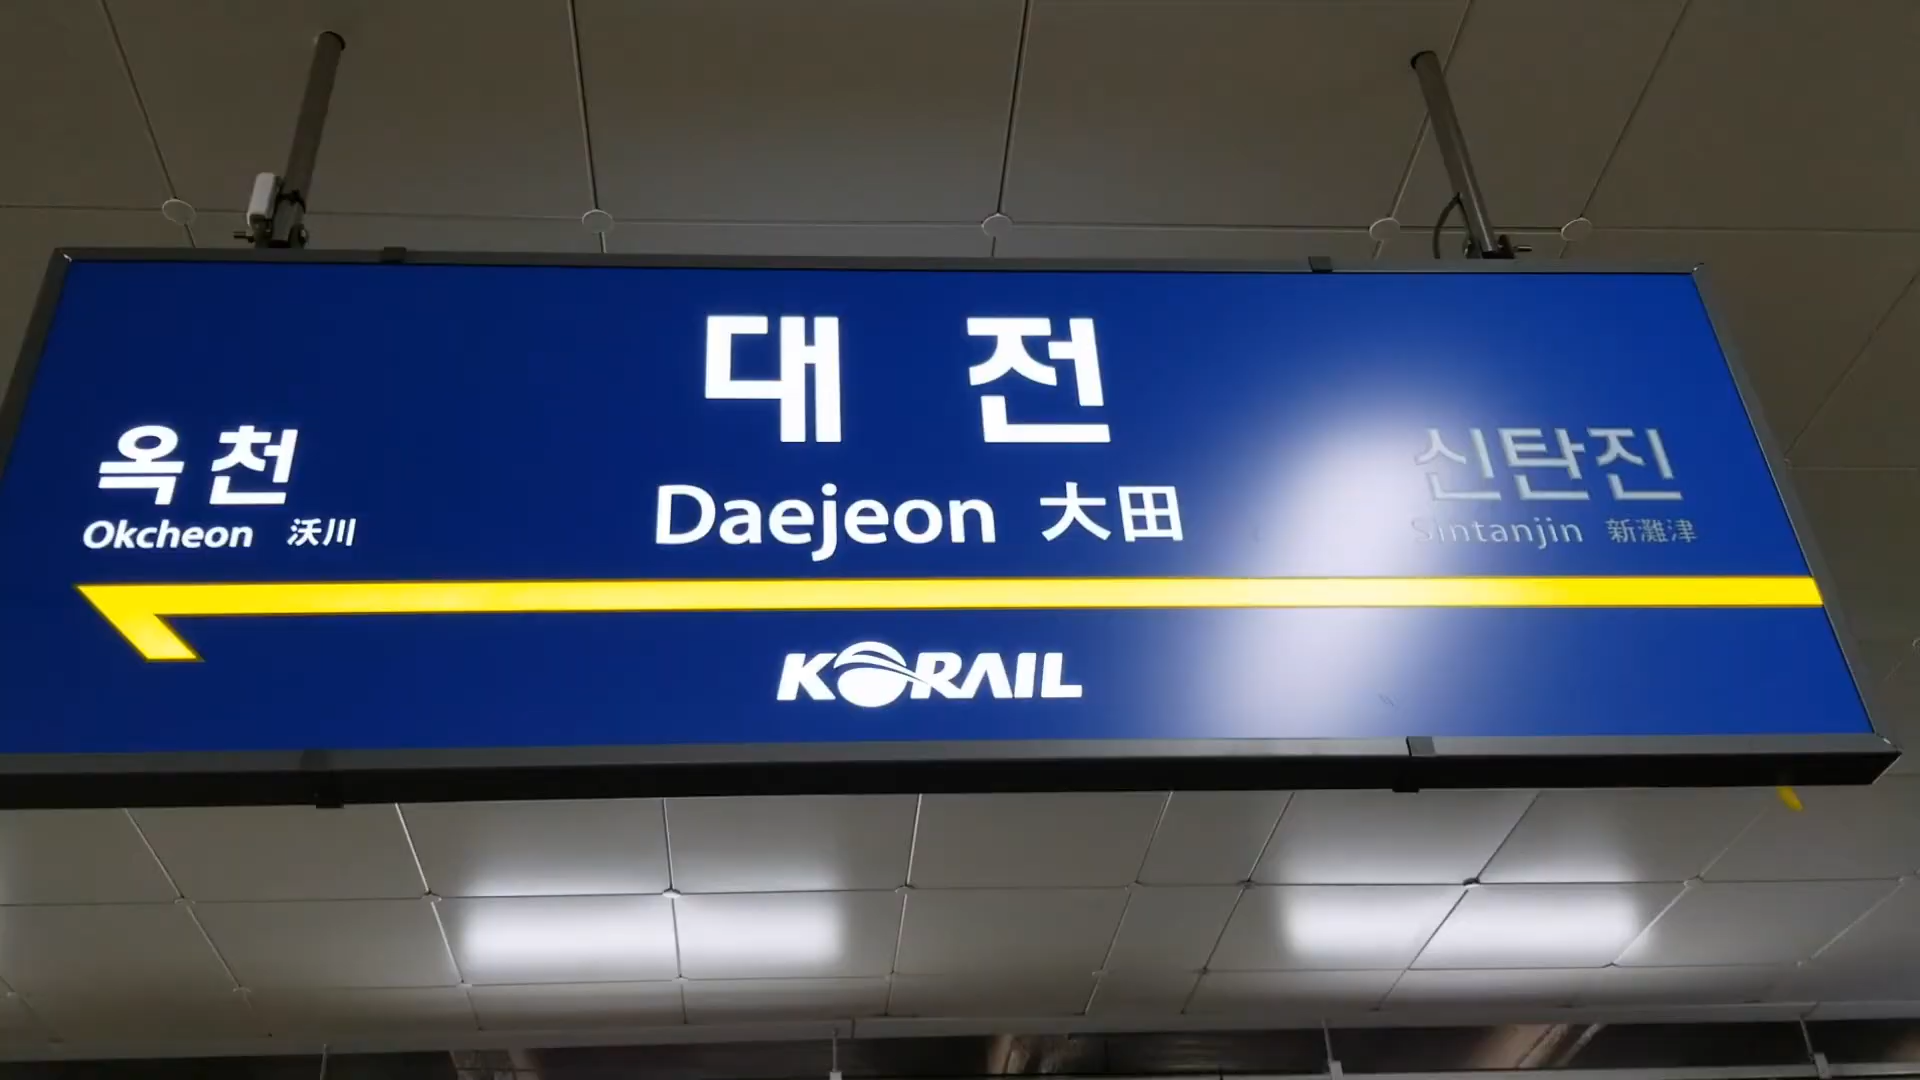 대전
Daejeon 大田
옥천
Okcheon 沃川
신탄진
Sintanjin 新灘津
KORAIL